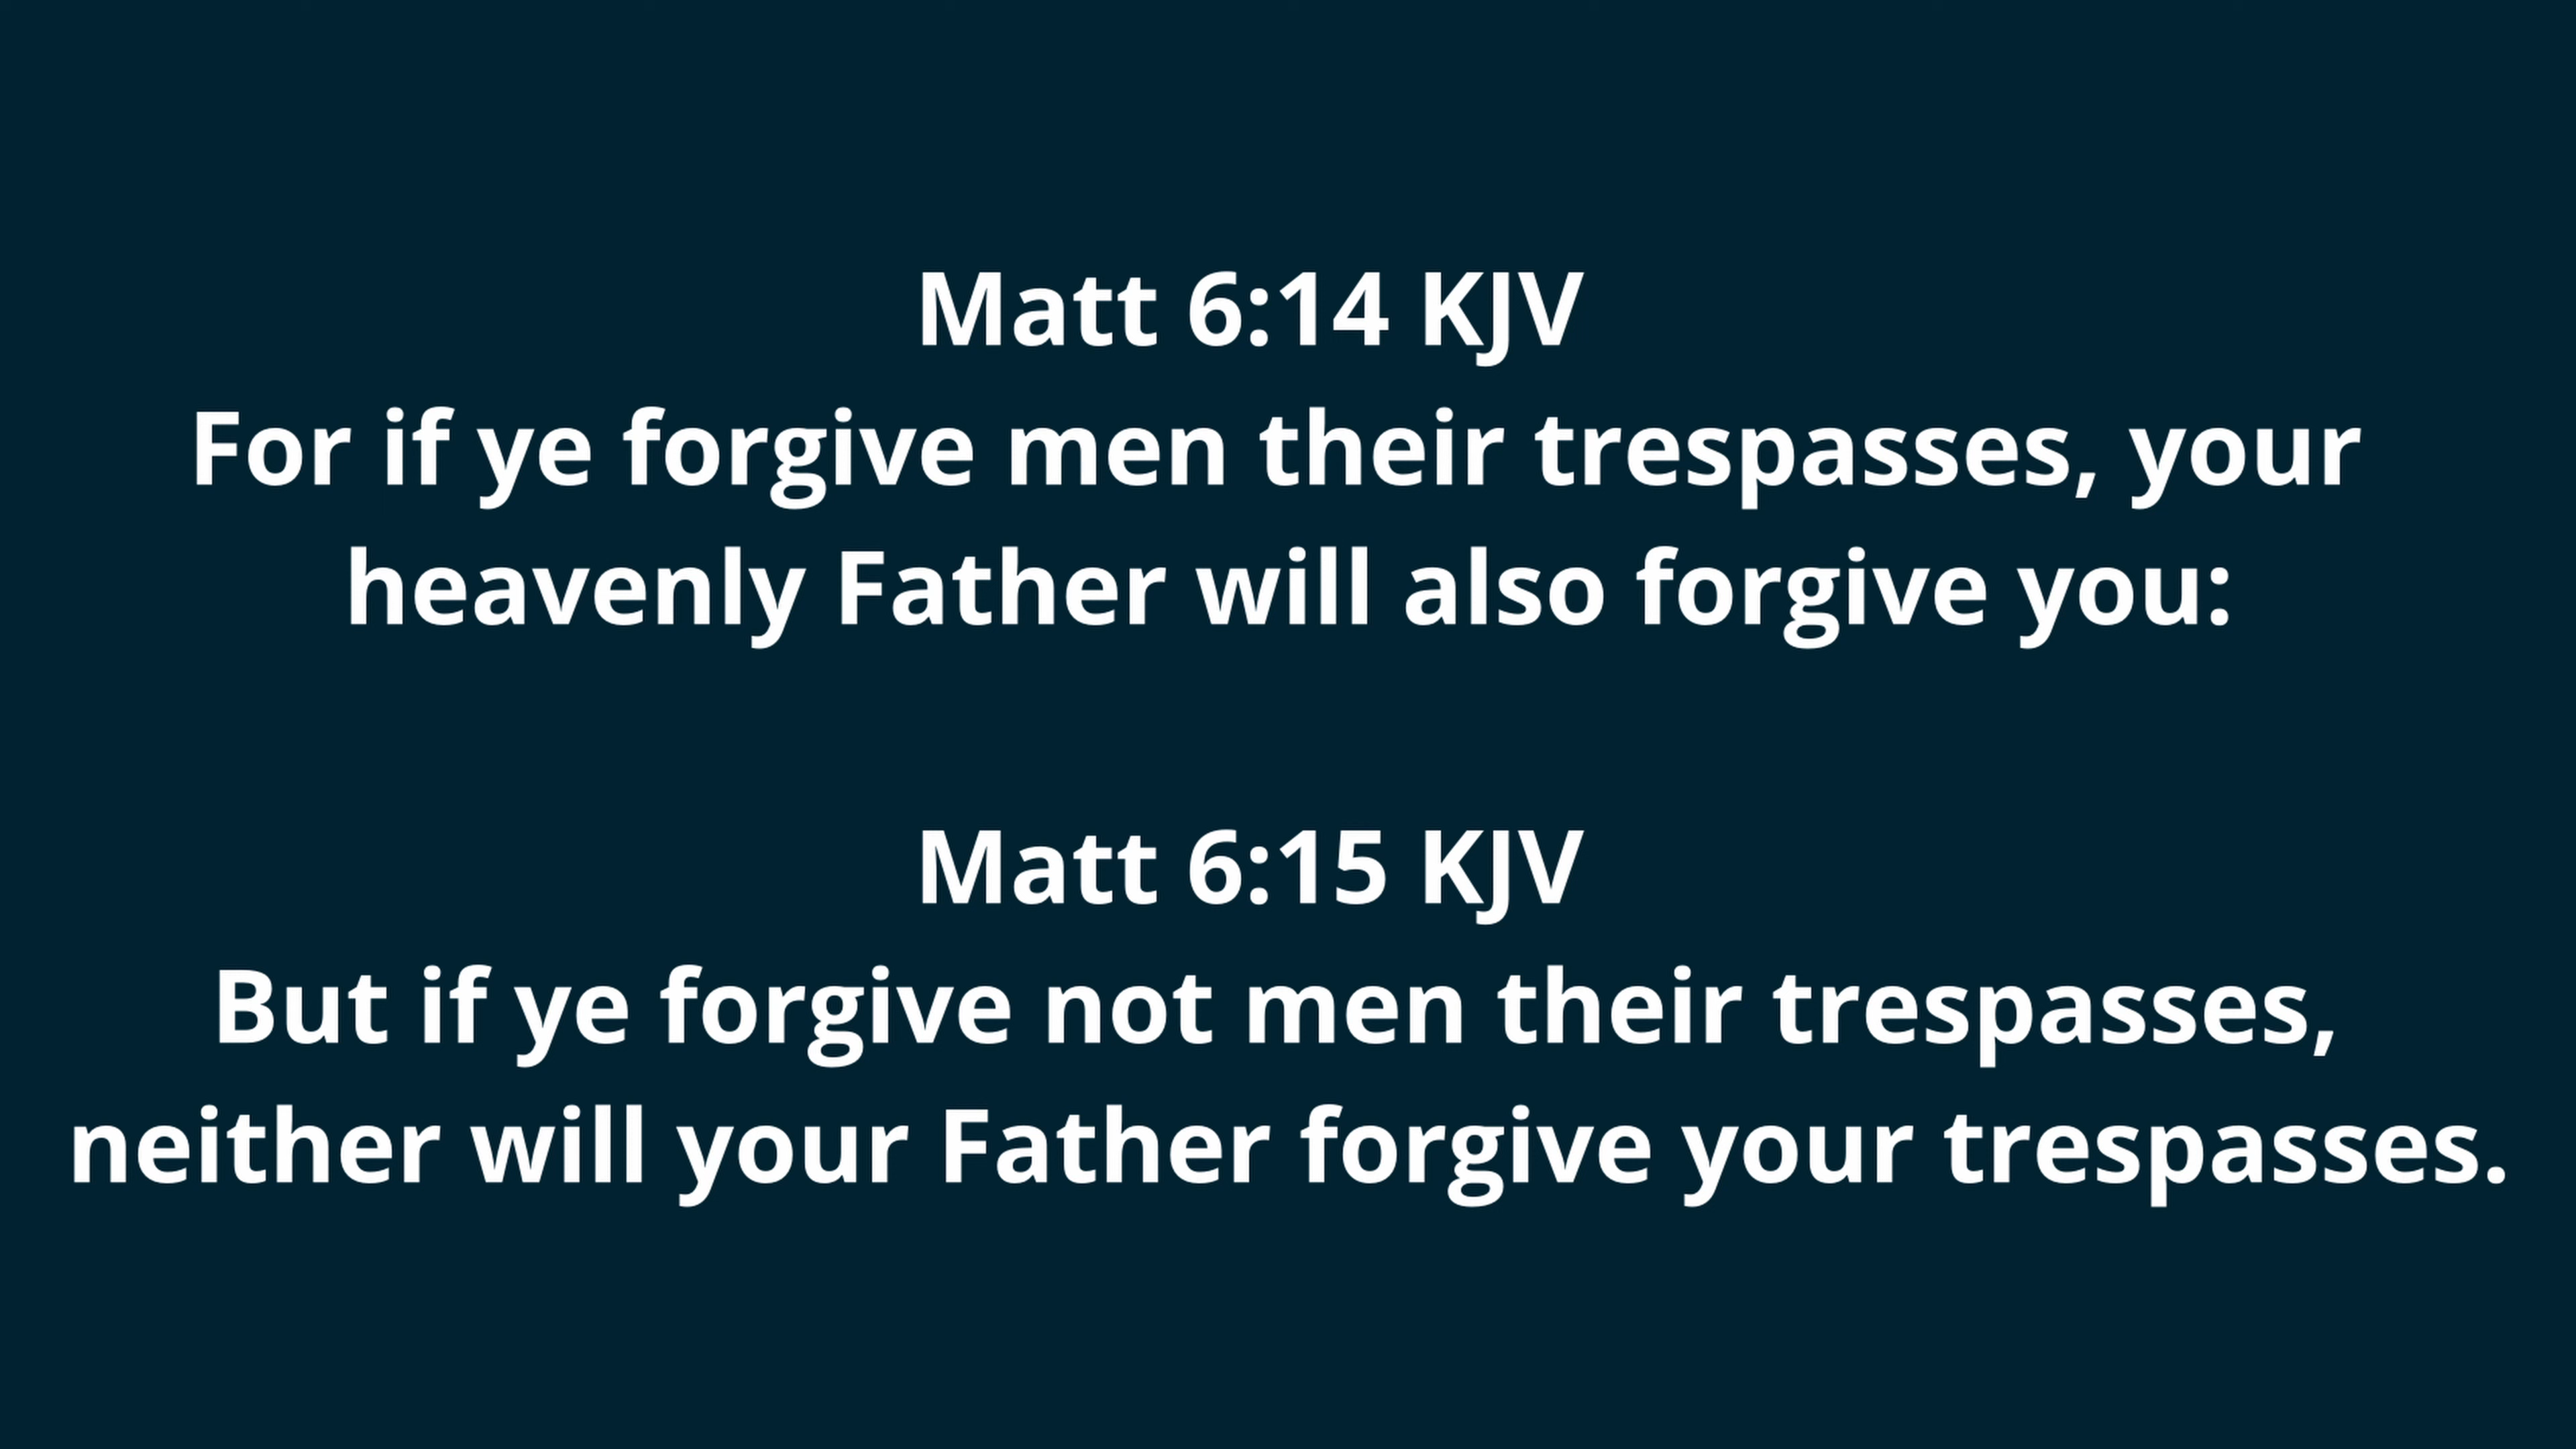 Matt 6:14 KJV
For if ye forgive men their trespasses, your
heavenly Father will also forgive you:
Matt 6:15 KJV
But if ye forgive not men their trespasses,
neither will your Father forgive your trespasses.